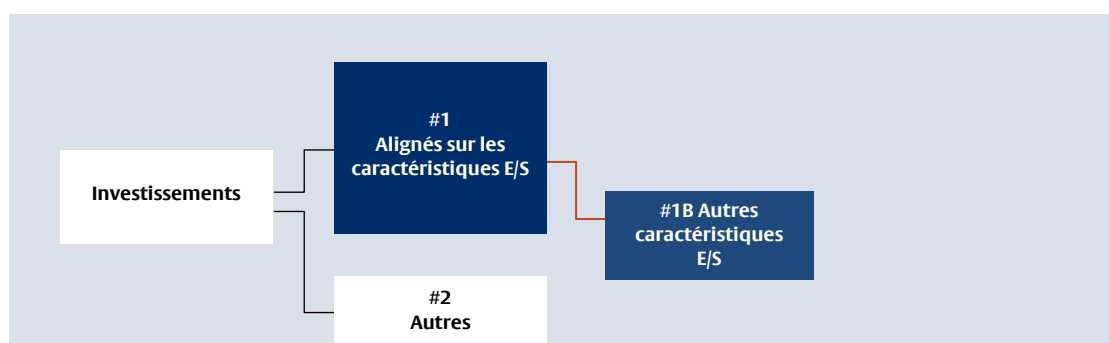 #1
Alignés sur les
caractéristiques E/S
Investissements
#1B Autres
caractéristiques
E/S
#2
Autres